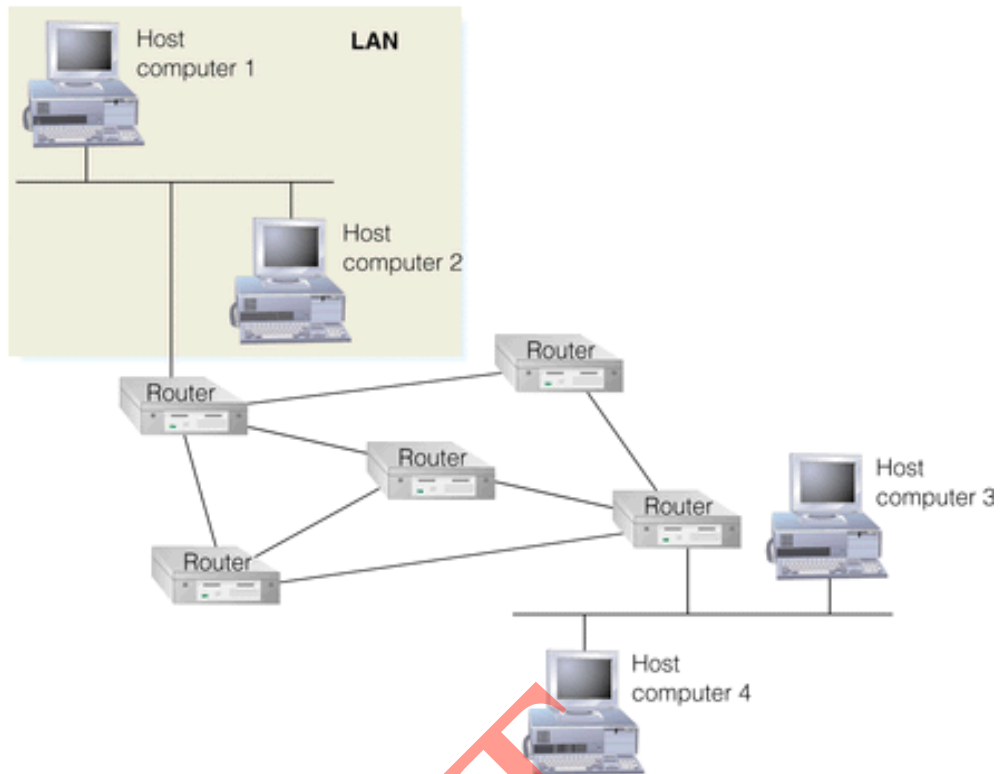 Host
computer 1
LAN
Host
computer 2
Router
Router
Router
Router
Router
Host
computer 3
Host
computer 4